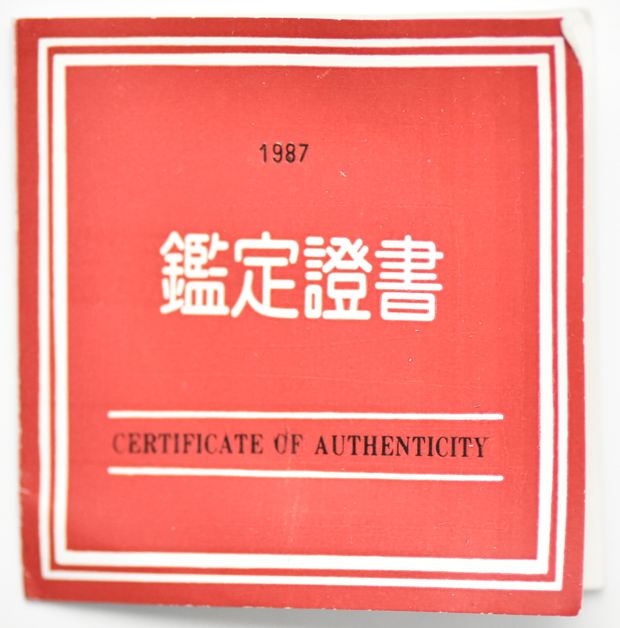 1987
鑑定證書
CERTIFICATE OF AUTHENTICITY